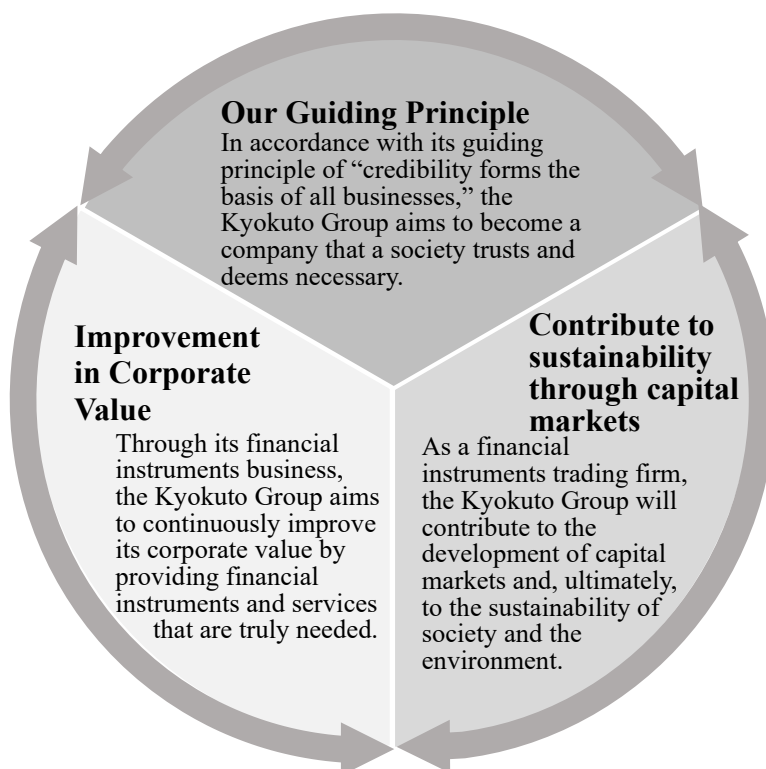 Our Guiding Principle
In accordance with its guiding
principle of “credibility forms the
basis of all businesses,” the
Kyokuto Group aims to become a
company that a society trusts and
deems necessary.
Improvement
in Corporate
Value
Through its financial
instruments business,
the Kyokuto Group aims
to continuously improve
its corporate value by
providing financial
instruments and services
that are truly needed.
Contribute to
sustainability
through capital
markets
As a financial
instruments trading firm,
the Kyokuto Group will
contribute to the
development of capital
markets and, ultimately,
to the sustainability of
society and the
environment.